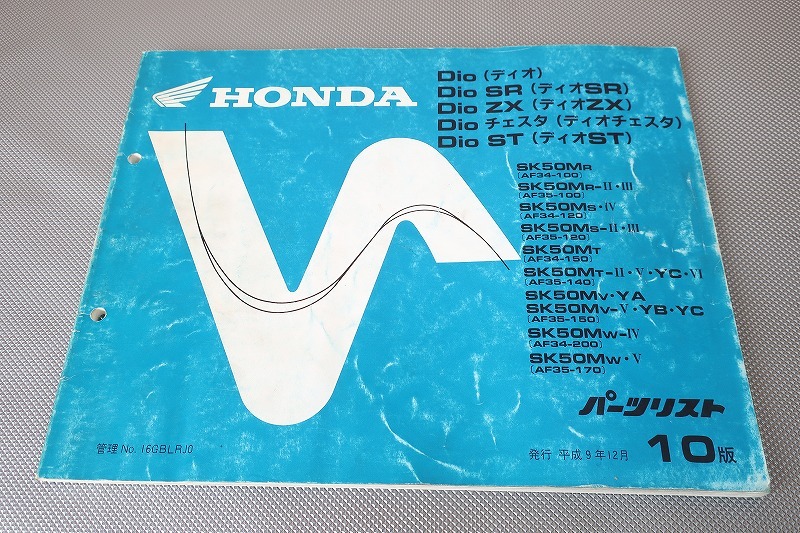 HONDA
Dio (ディオ)
Dio SR (ディオSR)
Dio ZX (ディオZX)
Dio チェスタ (ディオチェスタ)
Dio ST (ディオST)
SK50MR
(AF34-100)
SK50MR-II・III
(AF35-100)
SK50MS・IV
(AF34-120)
SK50MS-II・III
(AF35-120)
SK50MT
(AF34-150)
SK50MT-II・V・YC・VI
(AF35-140)
SK50MV・YA
SK50MV-V・YB・YC
(AF35-150)
SK50MW-IV
(AF34-200)
SK50MW・V
(AF35-170)
パーツリスト
管理 No. 16GBLRJ0
発行 平成9年12月
10版